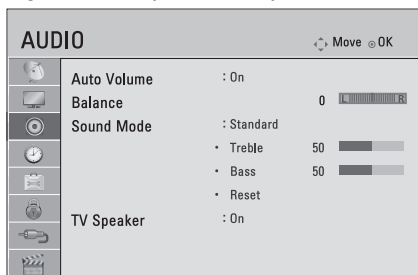 AUDIO Move OK
Auto Volume : On
Balance 0 L R
Sound Mode : Standard
• Treble 50
• Bass 50
• Reset
TV Speaker : On